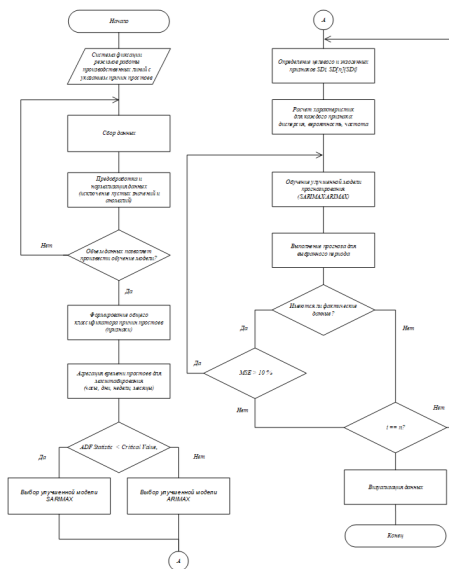 Начало
Система фиксации
режимов работы
производственных линий с
указанием причин простоев
Сбор данных
Предобработка и
нормализация данных
(исключение пустых значений и
аномалий)
Объем данных позволяет
произвести обучение модели?
Нет
Да
Формирование общего
классификатора причин простоев
(признаки)
Агрегация времени простоев для
масштабирования
(часы, дни, недели, месяцы)
ADF Statistic < Critical Value,
Да
Нет
Выбор улучшенной модели
SARIMAX
Выбор улучшенной модели
ARIMAX
А
А
Определение целевого и
признаков SDi, SD[n]\(SDi)
Расчет характеристик
для каждого признака
дисперсия, вероятность, частота
Обучение улучшенной модели
прогнозирования
(SARIMAX/ARIMAX)
Выполнение прогноза для
выбранного периода
Имеются ли фактические
данные?
Да
Нет
Да
MSE > 10 %
Нет
i == n?
Нет
Визуализация данных
Конец